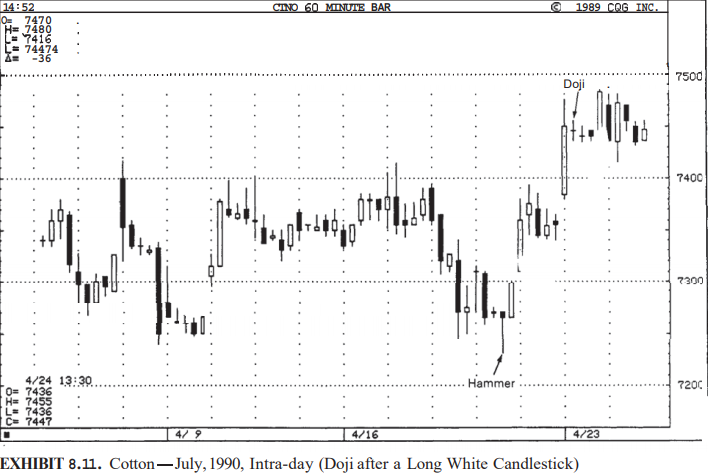 14:52 CTNO 60 MINUTE BAR © 1989 CQG INC.
O= 7470
H= 7480
L= 7416
L= 74474
Δ= -36
7500
Doji
7400
7300
Hammer
7200
4/24 13:30
O= 7436
H= 7455
L= 7436
C= 7447
4/ 9 4/16 4/23
EXHIBIT 8.11. Cotton—July, 1990, Intra-day (Doji after a Long White Candlestick)